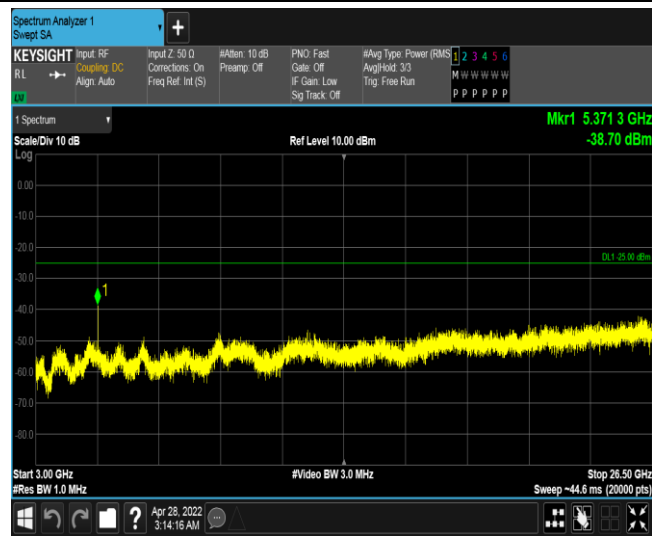 Spectrum Analyzer 1
Swept SA
KEYSIGHT
RL
Input: RF
Coupling: DC
Align: Auto
Input Z: 50 Ω
Corrections: On
Freq Ref: Int (S)
#Atten: 10 dB
Preamp: Off
PNO: Fast
Gate: Off
IF Gain: Low
Sig Track: Off
#Avg Type: Power (RMS
Avg|Hold: 3/3
Trig: Free Run
1 2 3 4 5 6
M W W W W W
P P P P P P
1 Spectrum
Mkr1 5.371 3 GHz
Scale/Div 10 dB
Ref Level 10.00 dBm
-38.70 dBm
Log
0.00
-10.0
-20.0
DL1 -25.00 dBm
-30.0
1
-40.0
-50.0
-60.0
-70.0
-80.0
Start 3.00 GHz
#Video BW 3.0 MHz
Stop 26.50 GHz
#Res BW 1.0 MHz
Sweep ~44.6 ms (20000 pts)
?
Apr 28, 2022
3:14:16 AM